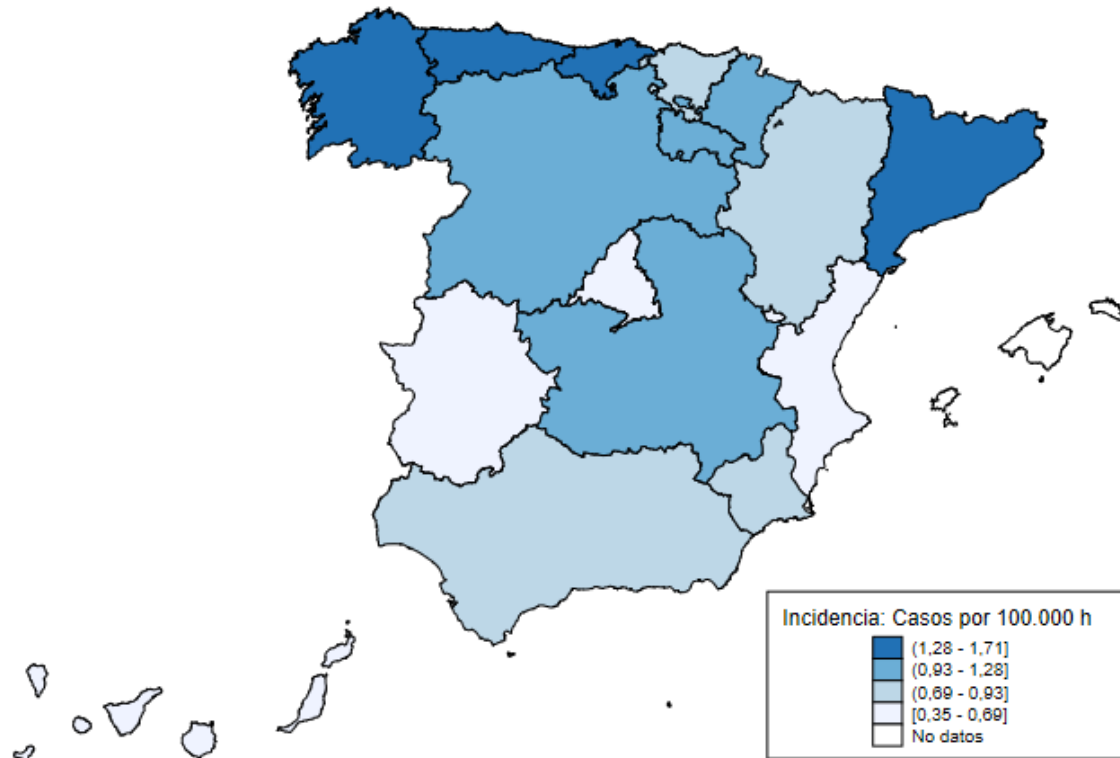 Incidencia: Casos por 100.000 h
(1,28 - 1,71]
(0,93 - 1,28]
(0,69 - 0,93]
[0,35 - 0,69]
No datos